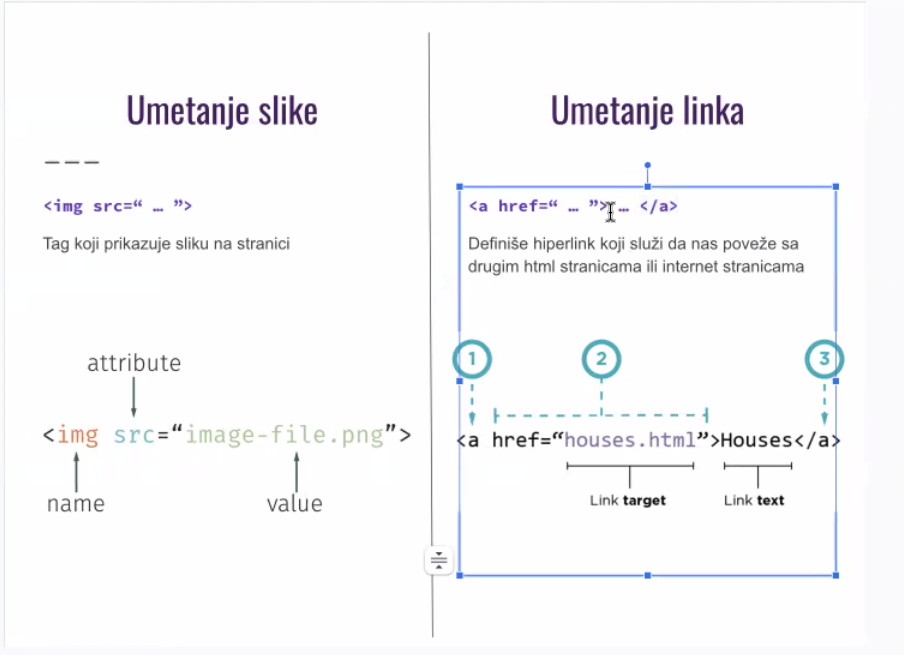 Umetanje slike
<img src=“ … ”>
Tag koji prikazuje sliku na stranici
attribute
<img src=“image-file.png”>
name
value
Umetanje linka
<a href=“ … ”> … </a>
Definiše hiperlink koji služi da nas poveže sa
drugim html stranicama ili internet stranicama
1
2
3
<a href=“houses.html”>Houses</a>
Link target
Link text